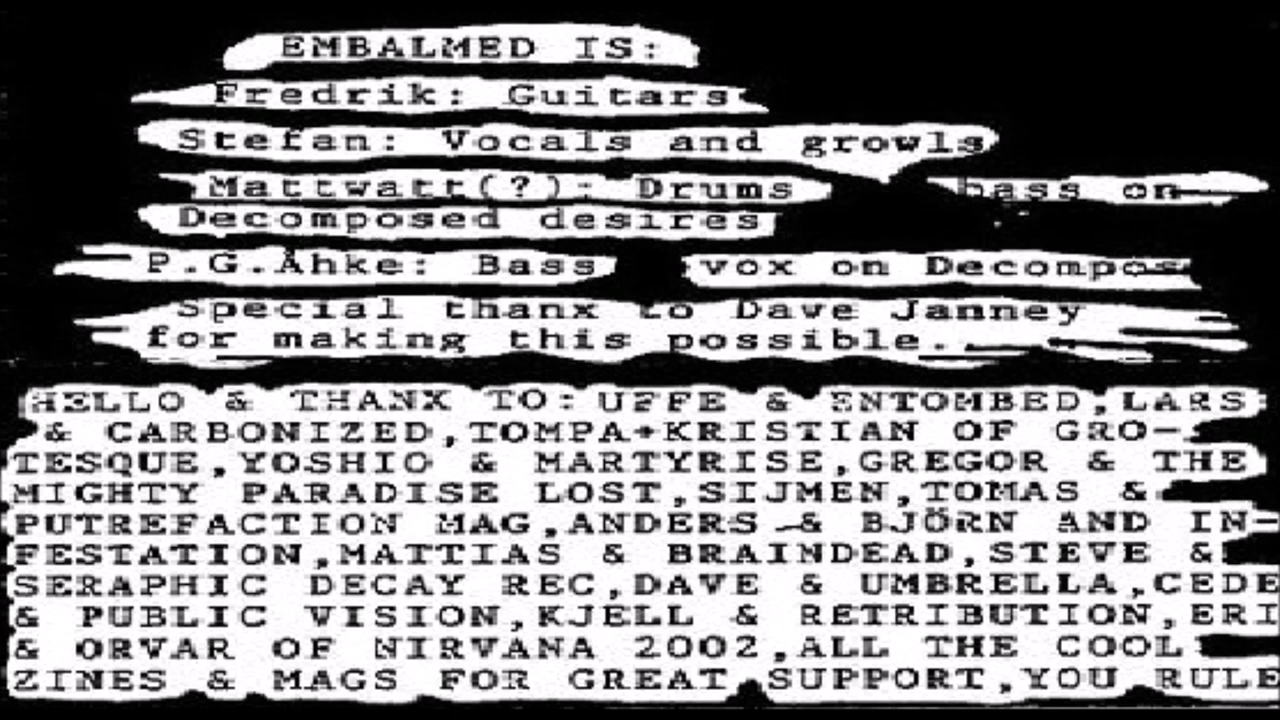 EMBALMED IS:
Fredrik: Guitars
Stefan: Vocals and growls
Mattwatt(?): Drums bass on
Decomposed desires
P.G.Åhke: Bass vox on Decompos
Special thanx to Dave Janney
for making this possible.
HELLO & THANX TO: UFFE & ENTOMBED,LARS
& CARBONIZED,TOMPA+KRISTIAN OF GRO-
TESQUE,YOSHIO & MARTYRISE,GREGOR & THE
MIGHTY PARADISE LOST,SIJMEN,TOMAS &
PUTREFACTION MAG,ANDERS & BJÖRN AND IN-
FESTATION,MATTIAS & BRAINDEAD,STEVE &
SERAPHIC DECAY REC,DAVE & UMBRELLA,CEDE
& PUBLIC VISION,KJELL & RETRIBUTION,ERI
& ORVAR OF NIRVANA 2002,ALL THE COOL
ZINES & MAGS FOR GREAT SUPPORT,YOU RULE